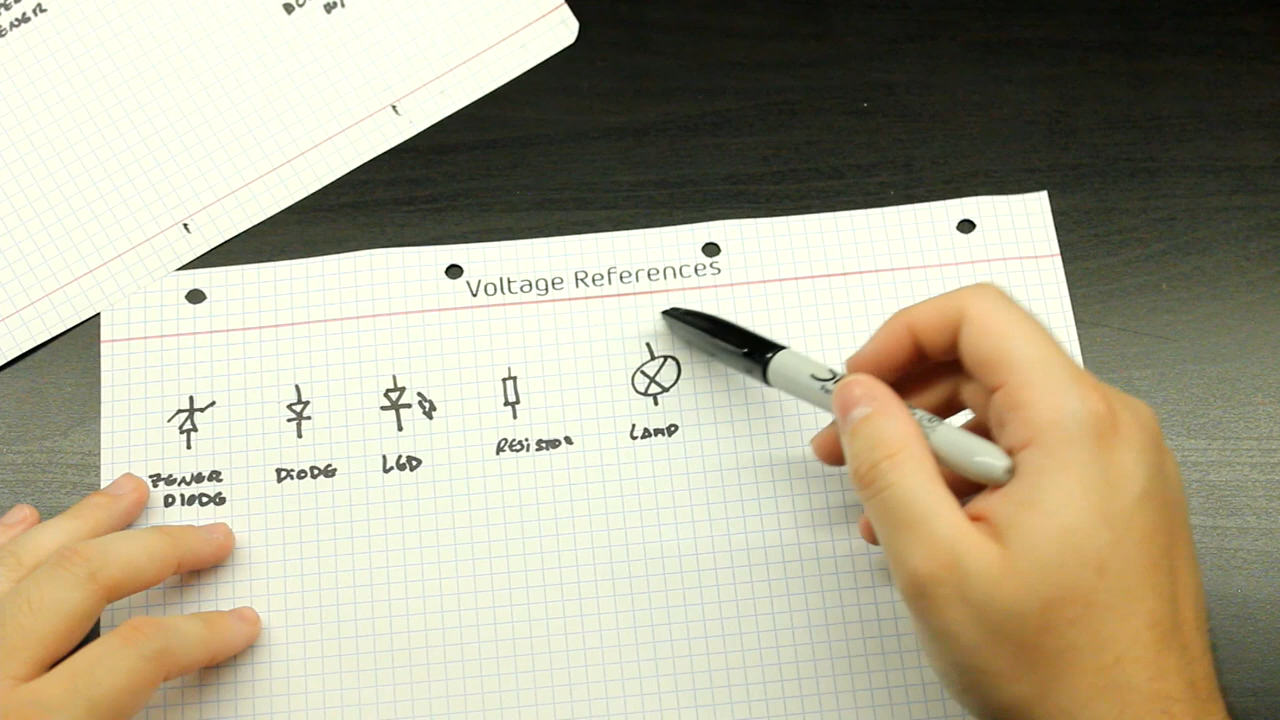 Voltage References
ZENER
DIODE
DIODE
LED
RESISTOR
LAMP